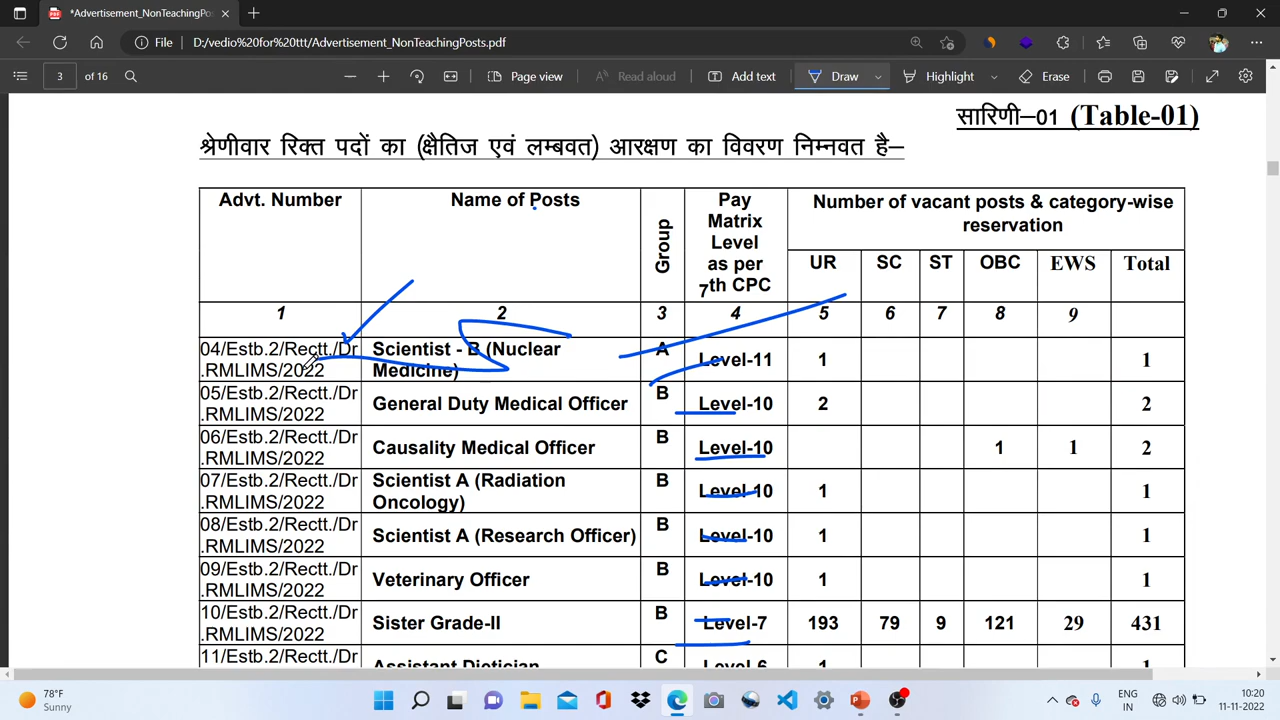 *Advertisement_NonTeachingPos
File D:/vedio%20for%20ttt/Advertisement_NonTeachingPosts.pdf
3 of 16 Page view Read aloud Add text Draw Highlight Erase
सारिणी–01 (Table-01)
श्रेणीवार रिक्त पदों का (क्षैतिज एवं लम्बवत) आरक्षण का विवरण निम्नवत है–
Advt. Number Name of Posts Group Pay Matrix Level as per 7th CPC Number of vacant posts & category-wise reservation
UR SC ST OBC EWS Total
1 2 3 4 5 6 7 8 9
04/Estb.2/Rectt./Dr Scientist - B (Nuclear A Level-11 1 1
.RMLIMS/2022 Medicine)
05/Estb.2/Rectt./Dr General Duty Medical Officer B Level-10 2 2
.RMLIMS/2022
06/Estb.2/Rectt./Dr Causality Medical Officer B Level-10 1 1 2
.RMLIMS/2022
07/Estb.2/Rectt./Dr Scientist A (Radiation B Level-10 1 1
.RMLIMS/2022 Oncology)
08/Estb.2/Rectt./Dr Scientist A (Research Officer) B Level-10 1 1
.RMLIMS/2022
09/Estb.2/Rectt./Dr Veterinary Officer B Level-10 1 1
.RMLIMS/2022
10/Estb.2/Rectt./Dr Sister Grade-II B Level-7 193 79 9 121 29 431
.RMLIMS/2022
11/Estb.2/Rectt./Dr Assistant Dietician C Level-6 1 1
78°F
Sunny
ENG
IN
10:20
11-11-2022